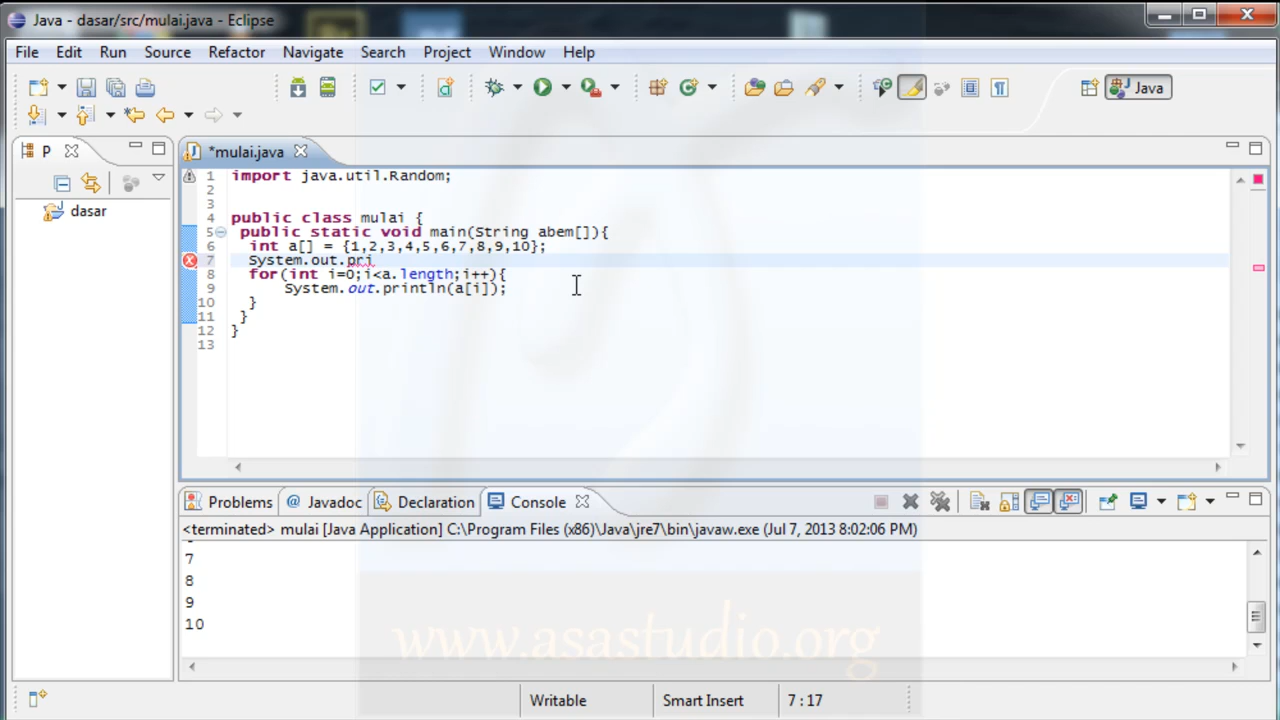 Java - dasar/src/mulai.java - Eclipse
File Edit Run Source Refactor Navigate Search Project Window Help
Java
P
*mulai.java
dasar
1 import java.util.Random;
2
3
4 public class mulai {
5 public static void main(String abem[]){
6 int a[] = {1,2,3,4,5,6,7,8,9,10};
7 System.out.pri
8 for(int i=0;i<a.length;i++){
9 System.out.println(a[i]);
10 }
11 }
12 }
13
Problems @ Javadoc Declaration Console
<terminated> mulai [Java Application] C:\Program Files (x86)\Java\jre7\bin\javaw.exe (Jul 7, 2013 8:02:06 PM)
7
8
9
10
www.asastudio.org
Writable Smart Insert 7 : 17